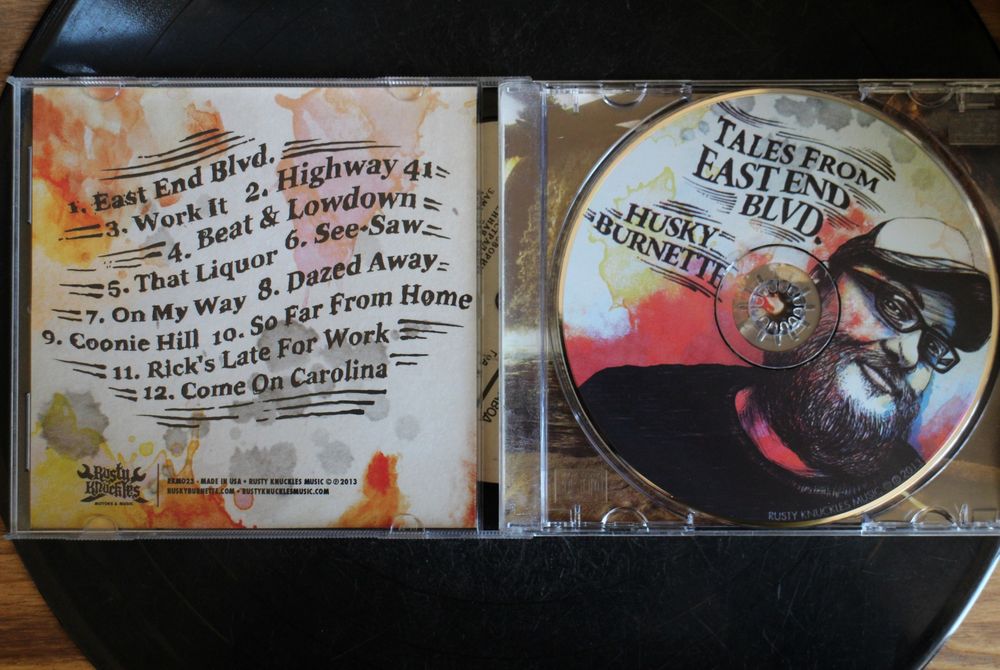 1. East End Blvd.
2. Highway 41
3. Work It
4. Beat & Lowdown
5. That Liquor
6. See-Saw
7. On My Way
8. Dazed Away
9. Coonie Hill
10. So Far From Home
11. Rick's Late For Work
12. Come On Carolina
Rusty
Knuckles
MOTORS & MUSIC
RKM023 • MADE IN USA • RUSTY KNUCKLES MUSIC © ℗ 2013
HUSKYBURNETTE.COM • RUSTYKNUCKLESMUSIC.COM
TALES FROM
EAST END
BLVD.
HUSKY
BURNETTE
RUSTY KNUCKLES MUSIC